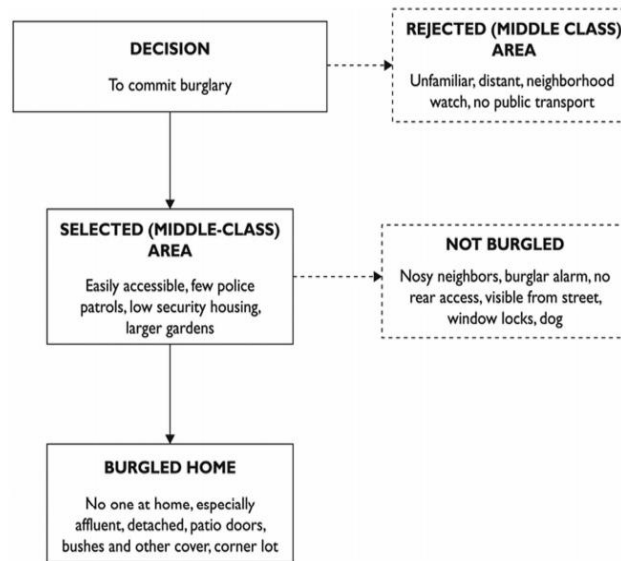 DECISION
To commit burglary
REJECTED (MIDDLE CLASS)
AREA
Unfamiliar, distant, neighborhood
watch, no public transport
SELECTED (MIDDLE-CLASS)
AREA
Easily accessible, few police
patrols, low security housing,
larger gardens
NOT BURGLED
Nosy neighbors, burglar alarm, no
rear access, visible from street,
window locks, dog
BURGLED HOME
No one at home, especially
affluent, detached, patio doors,
bushes and other cover, corner lot